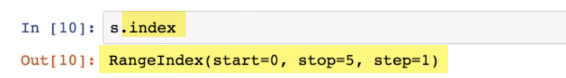 In [10]: s.index
Out[10]: RangeIndex(start=0, stop=5, step=1)